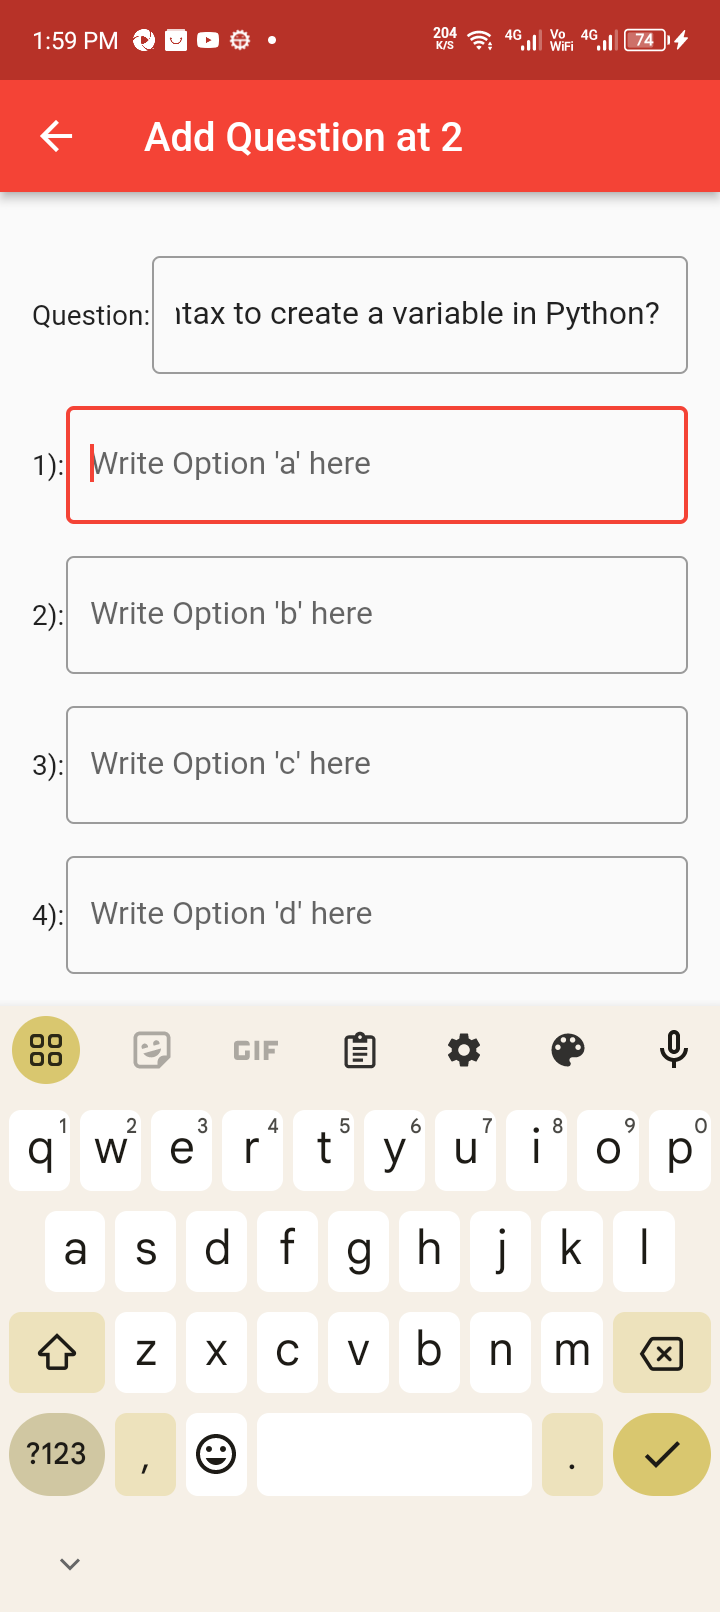 1:59 PM
204 K/S 4G Vo WiFi 4G 74
Add Question at 2
Question:
tax to create a variable in Python?
1):
Write Option 'a' here
2):
Write Option 'b' here
3):
Write Option 'c' here
4):
Write Option 'd' here
GIF
q1 w2 e3 r4 t5 y6 u7 i8 o9 p0
a s d f g h j k l
z x c v b n m
?123 , .